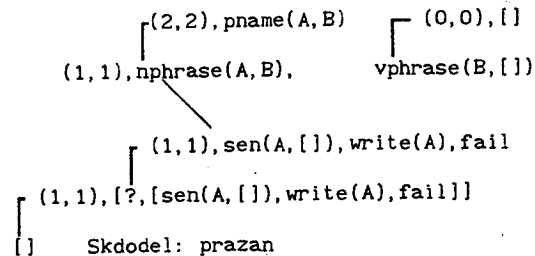 (2,2),pname(A,B) (0,0),[]
(1,1),nphrase(A,B), vphrase(B,[])
(1,1),sen(A,[]),write(A),fail
(1,1),[?,[sen(A,[]),write(A),fail]]
[] Skdodel: prazan